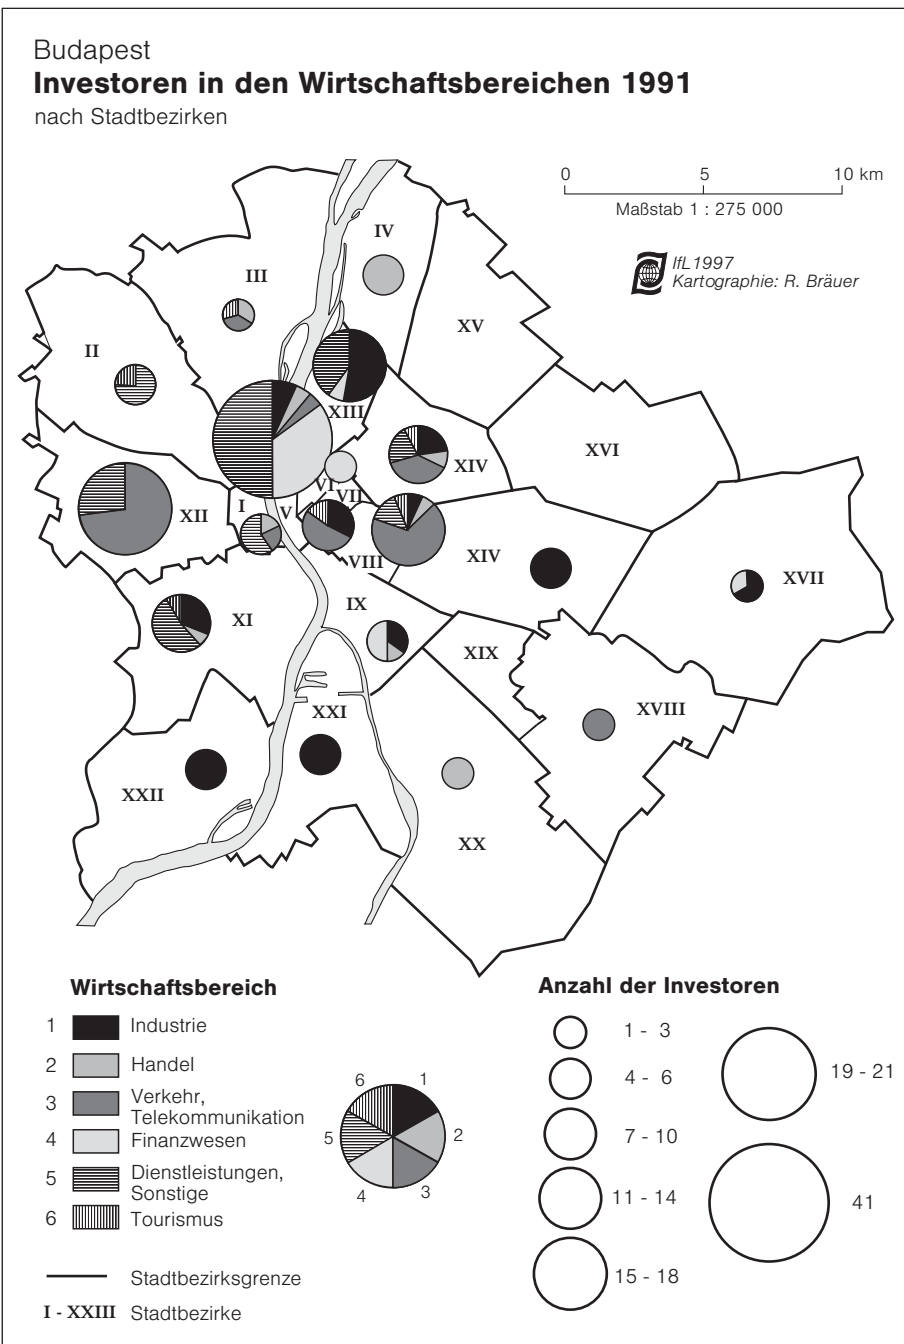 Budapest
Investoren in den Wirtschaftsbereichen 1991
nach Stadtbezirken
0 5 10 km
Maßstab 1 : 275 000
IfL1997
Kartographie: R. Bräuer
IV
III
XV
II
XIII
XVI
XIV
VI
VII
XII
I
V
VIII
XIV
XVII
XI
IX
XIX
XVIII
XXI
XXII
XX
Wirtschaftsbereich
1 Industrie
2 Handel
3 Verkehr,
Telekommunikation
4 Finanzwesen
5 Dienstleistungen,
Sonstige
6 Tourismus
6 1
5 2
4 3
Stadtbezirksgrenze
I - XXIII Stadtbezirke
Anzahl der Investoren
1 - 3
4 - 6
7 - 10
11 - 14
15 - 18
19 - 21
41